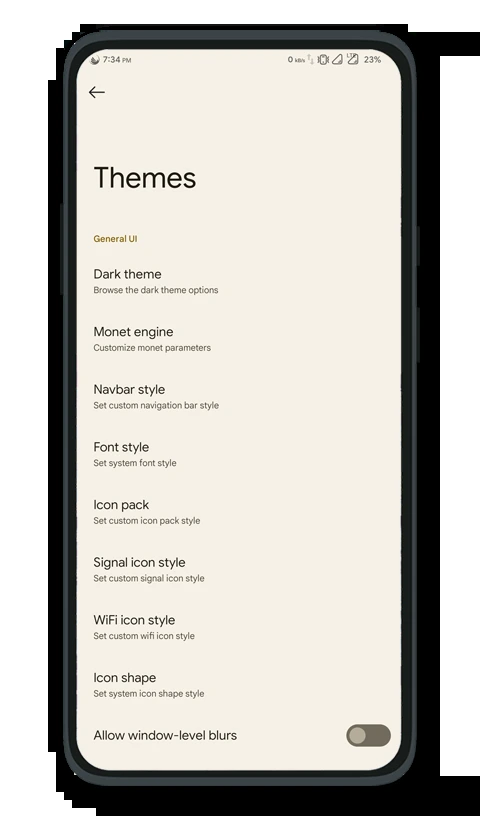 7:34 PM 0 kB/s 23%
Themes
General UI
Dark theme
Browse the dark theme options
Monet engine
Customize monet parameters
Navbar style
Set custom navigation bar style
Font style
Set system font style
Icon pack
Set custom icon pack style
Signal icon style
Set custom signal icon style
WiFi icon style
Set custom wifi icon style
Icon shape
Set system icon shape style
Allow window-level blurs